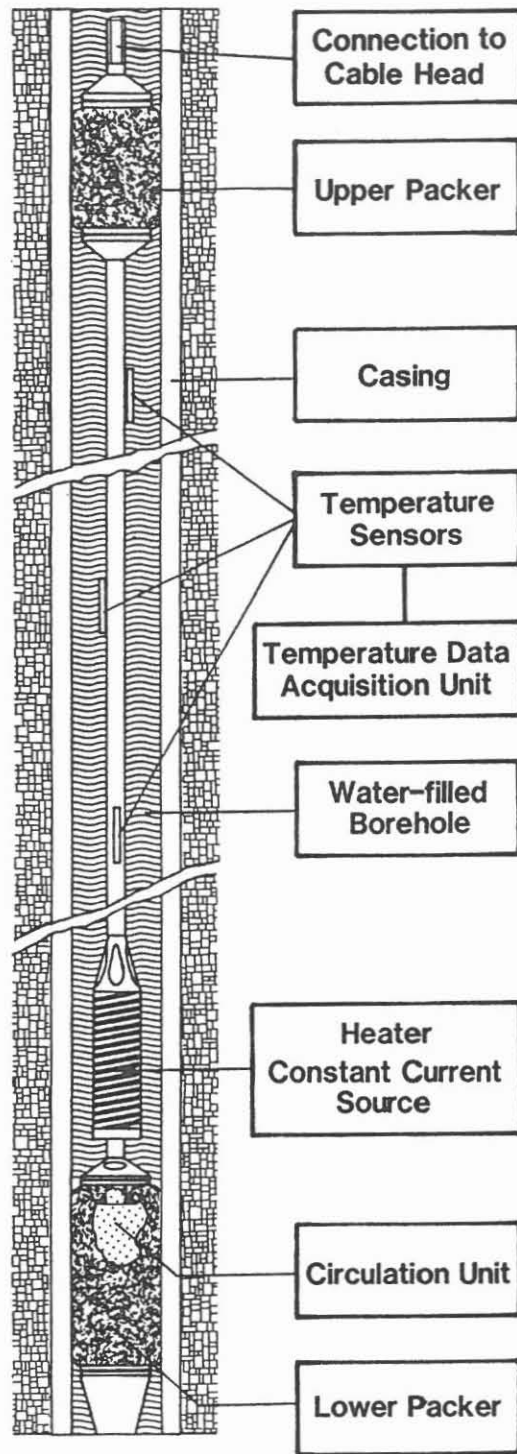 Connection to
Cable Head
Upper Packer
Casing
Temperature
Sensors
Temperature Data
Acquisition Unit
Water-filled
Borehole
Heater
Constant Current
Source
Circulation Unit
Lower Packer